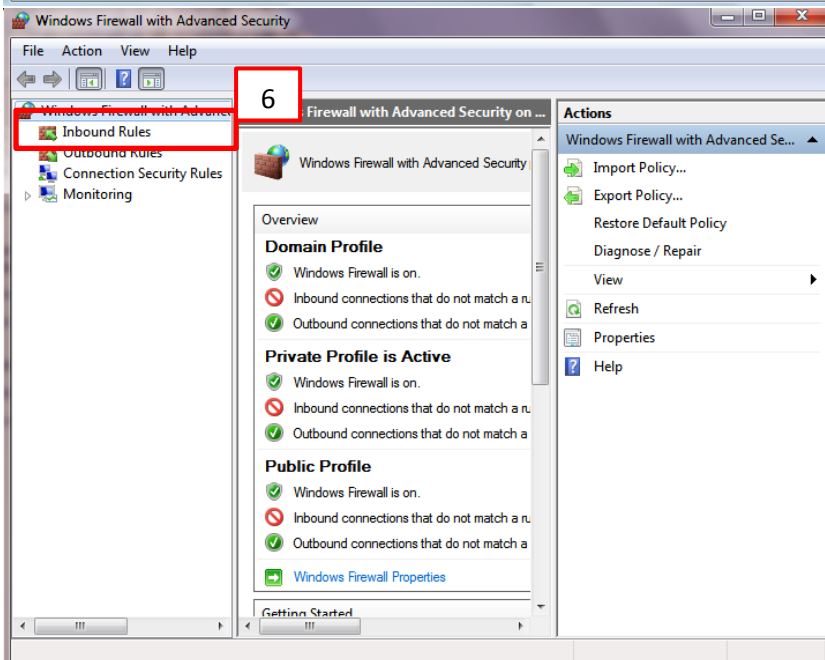 Windows Firewall with Advanced Security
File Action View Help
6
Windows Firewall with Advance
Inbound Rules
Outbound Rules
Connection Security Rules
Monitoring
Firewall with Advanced Security on ...
Windows Firewall with Advanced Security
Overview
Domain Profile
Windows Firewall is on.
Inbound connections that do not match a ru
Outbound connections that do not match a
Private Profile is Active
Windows Firewall is on.
Inbound connections that do not match a ru
Outbound connections that do not match a
Public Profile
Windows Firewall is on.
Inbound connections that do not match a ru
Outbound connections that do not match a
Windows Firewall Properties
Getting Started
Actions
Windows Firewall with Advanced Se...
Import Policy...
Export Policy...
Restore Default Policy
Diagnose / Repair
View
Refresh
Properties
Help